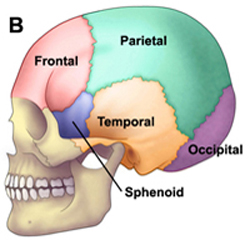 B
Parietal
Frontal
Temporal
Occipital
Sphenoid